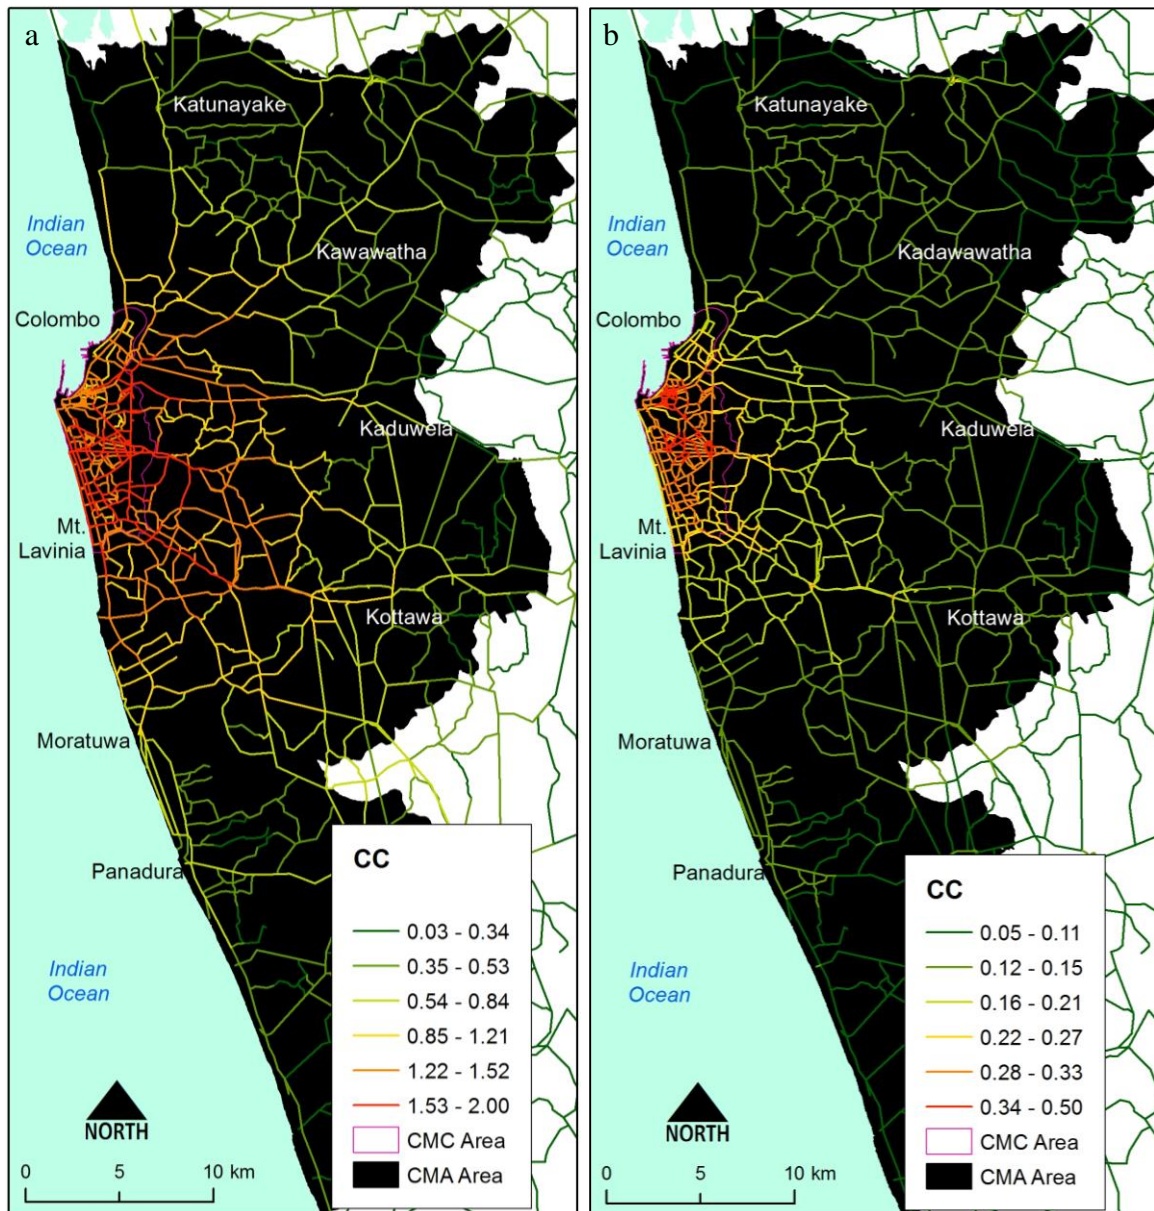 a
Katunayake
Indian
Ocean
Kawawatha
Colombo
Kaduwela
Mt.
Lavinia
Kottawa
Moratuwa
Panadura
Indian
Ocean
NORTH
0 5 10 km
CC
0.03 - 0.34
0.35 - 0.53
0.54 - 0.84
0.85 - 1.21
1.22 - 1.52
1.53 - 2.00
CMC Area
CMA Area
b
Katunayake
Indian
Ocean
Kadawawatha
Colombo
Kaduwela
Mt.
Lavinia
Kottawa
Moratuwa
Panadura
Indian
Ocean
NORTH
0 5 10 km
CC
0.05 - 0.11
0.12 - 0.15
0.16 - 0.21
0.22 - 0.27
0.28 - 0.33
0.34 - 0.50
CMC Area
CMA Area